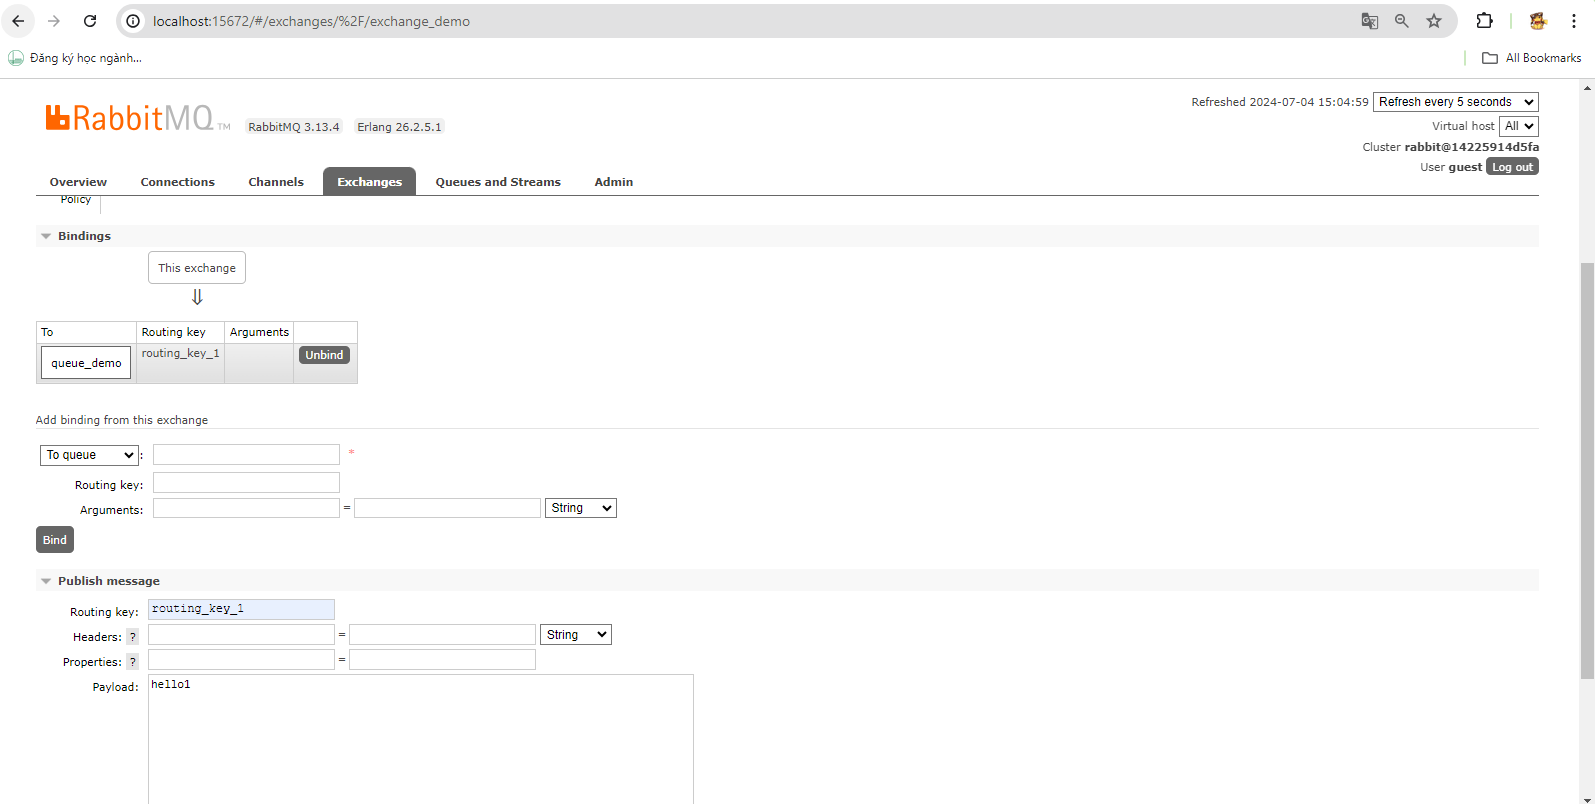 localhost:15672/#/exchanges/%2F/exchange_demo
Đăng ký học ngành...
All Bookmarks
RabbitMQ TM
RabbitMQ 3.13.4
Erlang 26.2.5.1
Refreshed 2024-07-04 15:04:59
Refresh every 5 seconds
Virtual host All
Cluster rabbit@14225914d5fa
User guest Log out
Overview Connections Channels Exchanges Queues and Streams Admin
Policy
Bindings
This exchange
⇓
To Routing key Arguments
queue_demo routing_key_1 Unbind
Add binding from this exchange
To queue : *
Routing key:
Arguments: = String
Bind
Publish message
Routing key: routing_key_1
Headers: ? = String
Properties: ? =
Payload: hello1